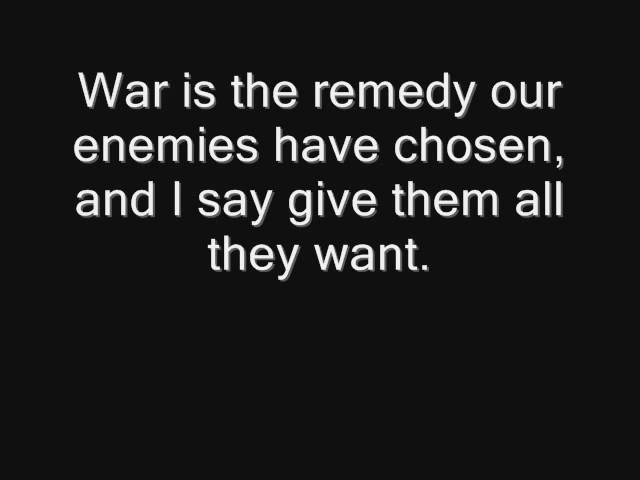 War is the remedy our
enemies have chosen,
and I say give them all
they want.